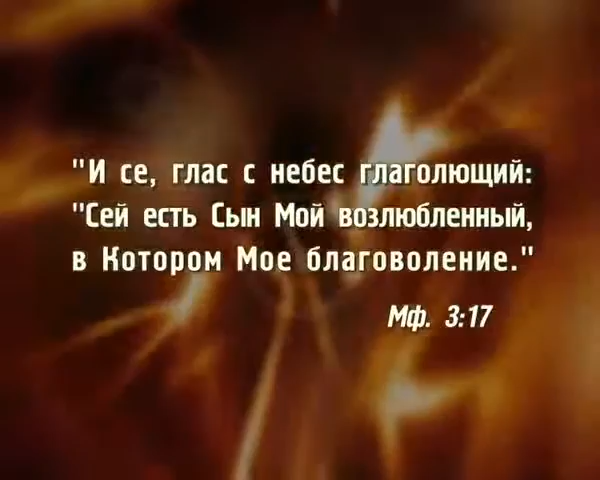 "И се, глас с небес глаголющий:
"Сей есть Сын Мой возлюбленный,
в Котором Мое благоволение."
Мф. 3:17